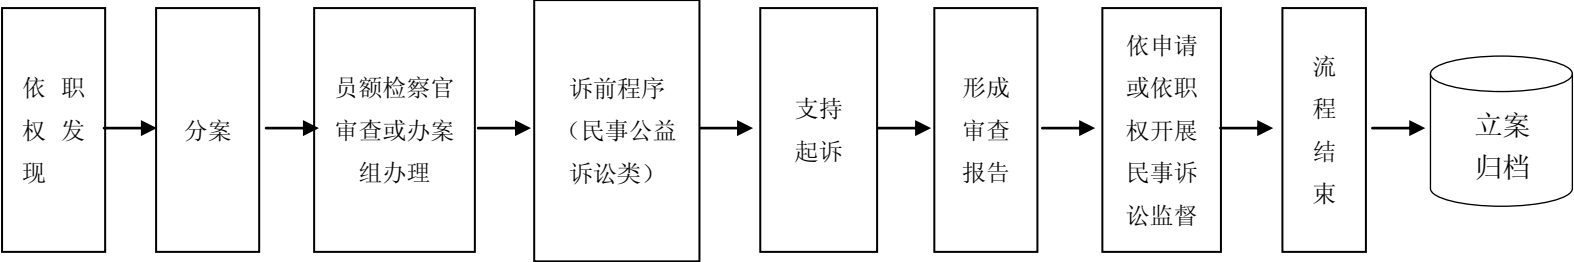 依职
权发
现
分案
员额检察官
审查或办案
组办理
诉前程序
（民事公益
诉讼类）
支持
起诉
形成
审查
报告
依申请
或依职
权开展
民事诉
讼监督
流
程
结
束
立案
归档